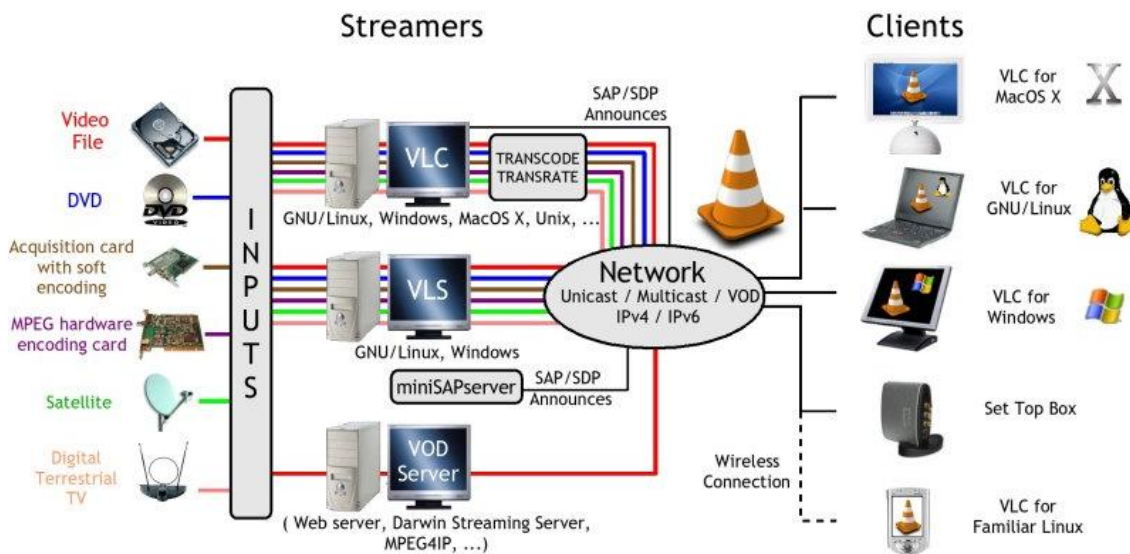 Streamers
Clients
Video
File
DVD
DVD
VIDEO
Acquisition card
with soft
encoding
MPEG hardware
encoding card
Satellite
Digital
Terrestrial
TV
INPUTS
VLC
GNU/Linux, Windows, MacOS X, Unix, ...
TRANSCODE
TRANSRATE
SAP/SDP
Announces
VLS
GNU/Linux, Windows
Network
Unicast / Multicast / VOD
IPv4 / IPv6
miniSAPserver
SAP/SDP
Announces
VOD
Server
( Web server, Darwin Streaming Server,
MPEG4IP, ...)
Wireless
Connection
VLC for
MacOS X
X
VLC for
GNU/Linux
VLC for
Windows
Set Top Box
VLC for
Familiar Linux